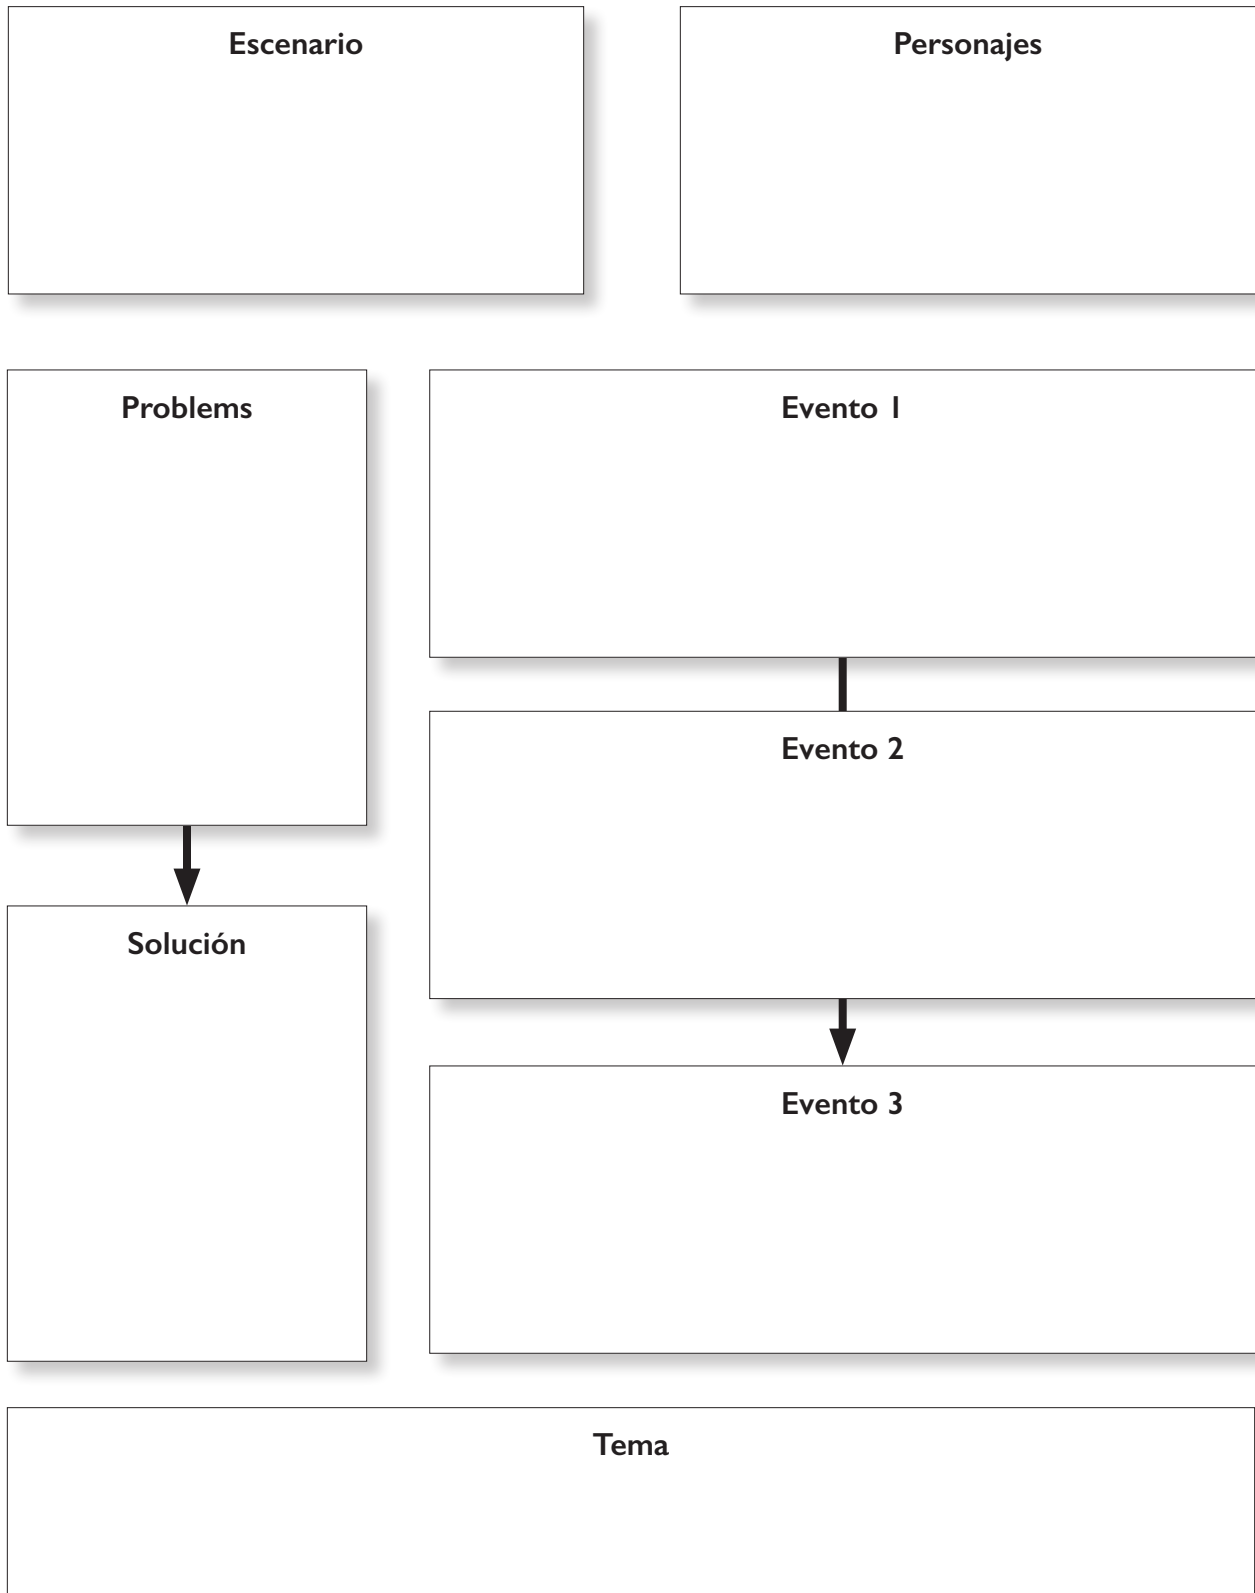 Escenario
Personajes
Problems
Evento 1
Evento 2
Solución
Evento 3
Tema